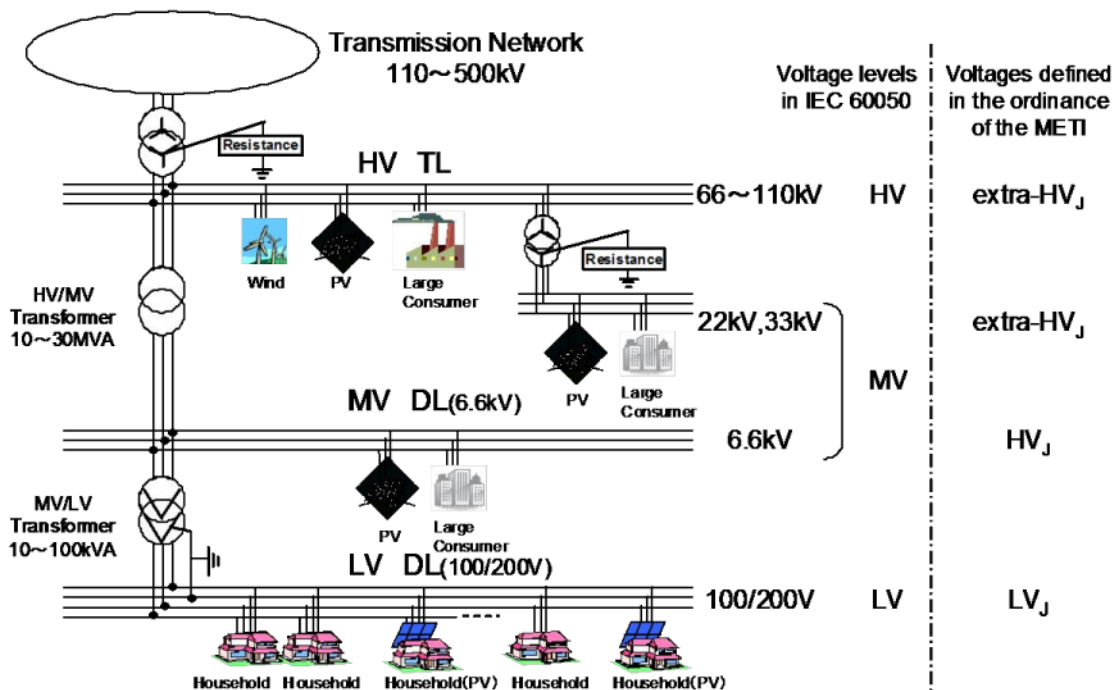 Transmission Network
110～500kV
Voltage levels
in IEC 60050
Voltages defined
in the ordinance
of the METI
Resistance
HV TL
66～110kV
HV
extra-HVJ
Wind
PV
Large
Consumer
Resistance
HV/MV
Transformer
10～30MVA
22kV,33kV
extra-HVJ
PV
Large
Consumer
MV
MV DL(6.6kV)
6.6kV
HVJ
PV
Large
Consumer
MV/LV
Transformer
10～100kVA
LV DL(100/200V)
100/200V
LV
LVJ
Household
Household
Household(PV)
Household
Household(PV)